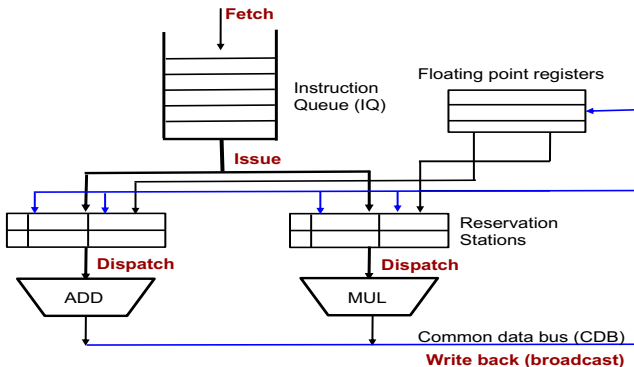 Fetch
Floating point registers
Instruction
Queue (IQ)
Issue
Reservation
Stations
Dispatch
Dispatch
ADD
MUL
Common data bus (CDB)
Write back (broadcast)